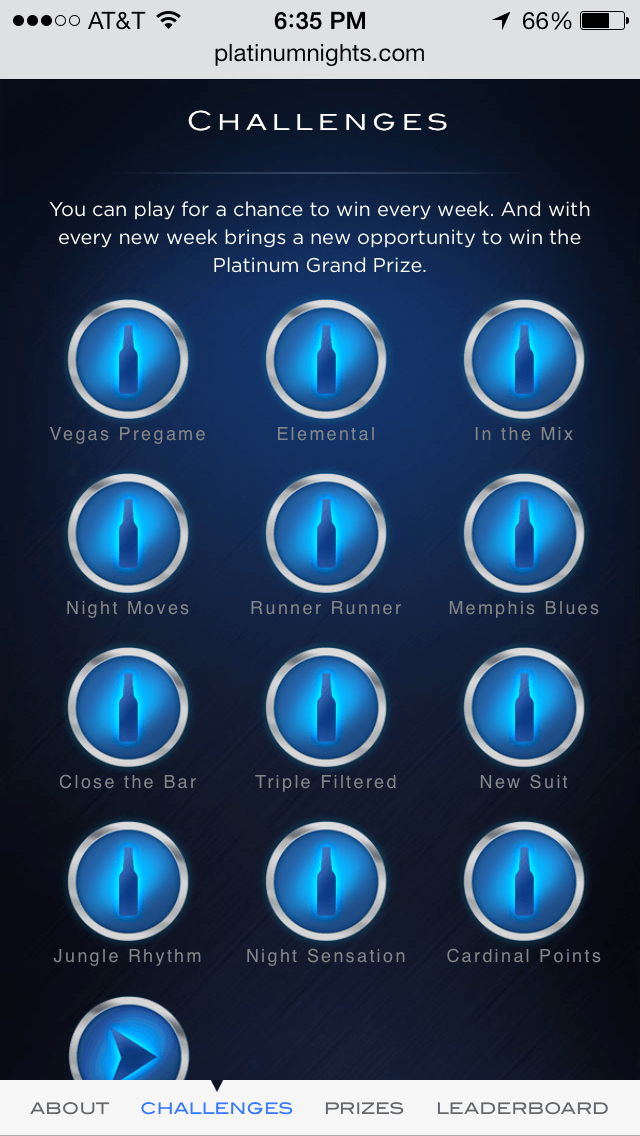 AT&T 6:35 PM 66%
platinumnights.com
CHALLENGES
You can play for a chance to win every week. And with
every new week brings a new opportunity to win the
Platinum Grand Prize.
Vegas Pregame Elemental In the Mix
Night Moves Runner Runner Memphis Blues
Close the Bar Triple Filtered New Suit
Jungle Rhythm Night Sensation Cardinal Points
ABOUT CHALLENGES PRIZES LEADERBOARD